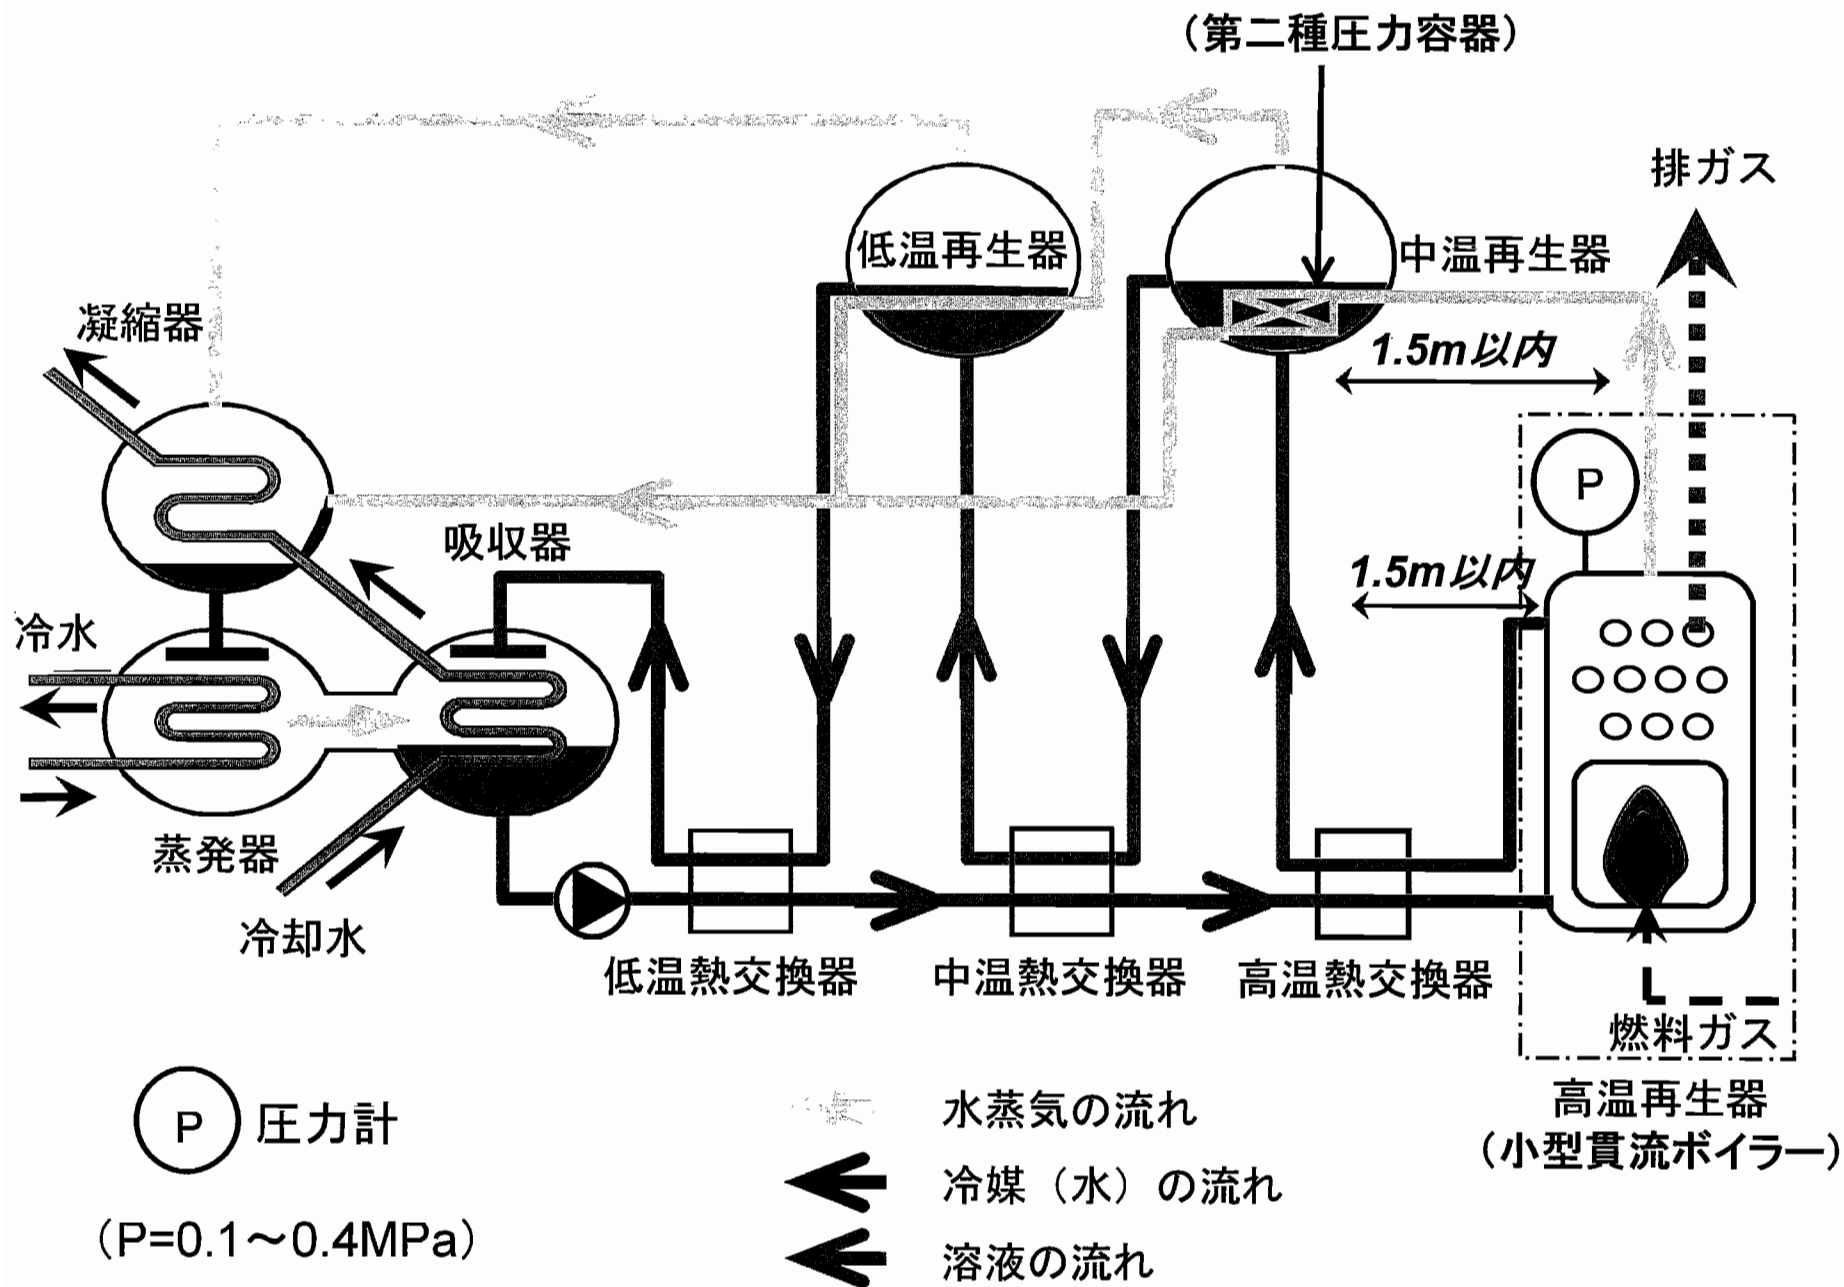 （第二種圧力容器）
排ガス
低温再生器
中温再生器
凝縮器
1.5m以内
P
吸収器
1.5m以内
冷水
蒸発器
冷却水
低温熱交換器
中温熱交換器
高温熱交換器
燃料ガス
高温再生器
（小型貫流ボイラー）
P 圧力計
（P=0.1～0.4MPa）
水蒸気の流れ
冷媒（水）の流れ
溶液の流れ